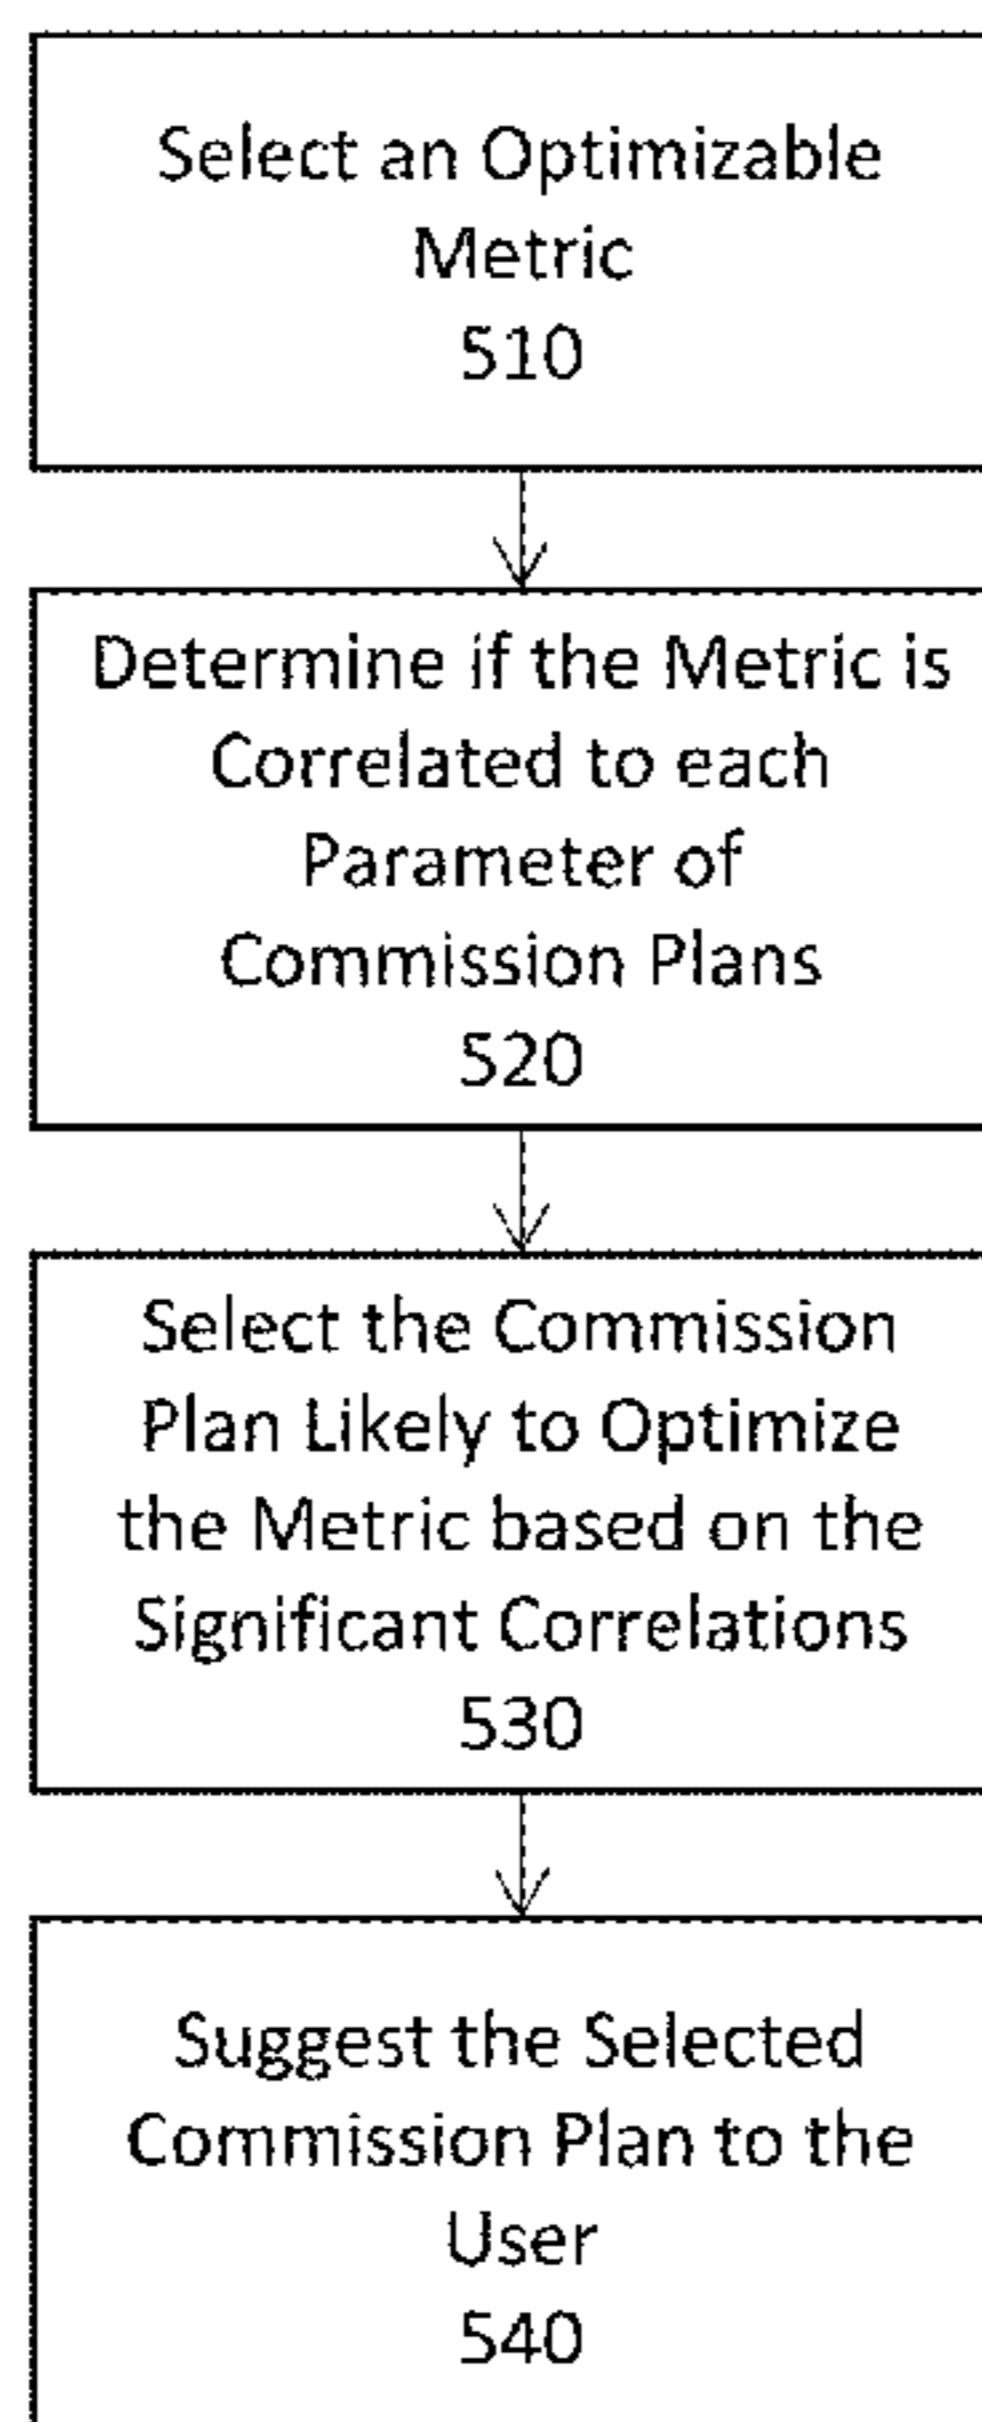 Select an Optimizable
Metric
510
Determine if the Metric is
Correlated to each
Parameter of
Commission Plans
520
Select the Commission
Plan Likely to Optimize
the Metric based on the
Significant Correlations
530
Suggest the Selected
Commission Plan to the
User
540